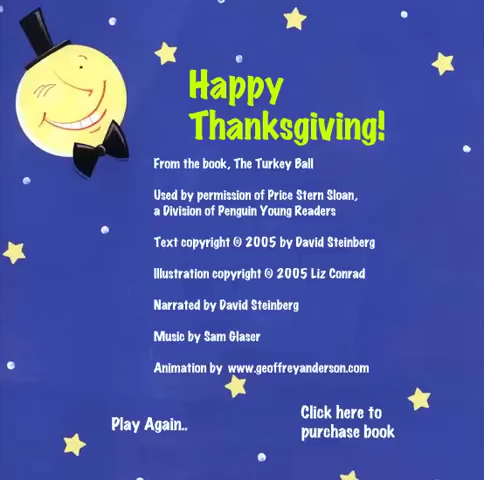 Happy
Thanksgiving!
From the book, The Turkey Ball
Used by permission of Price Stern Sloan,
a Division of Penguin Young Readers
Text copyright © 2005 by David Steinberg
Illustration copyright © 2005 Liz Conrad
Narrated by David Steinberg
Music by Sam Glaser
Animation by www.geoffreyanderson.com
Play Again..
Click here to
purchase book